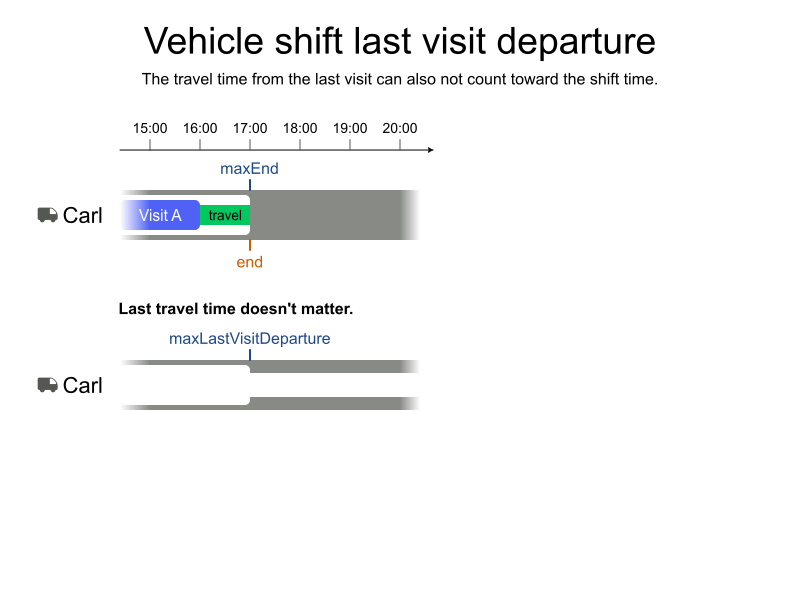 Vehicle shift last visit departure
The travel time from the last visit can also not count toward the shift time.
15:00 16:00 17:00 18:00 19:00 20:00
maxEnd
Carl Visit A travel
end
Last travel time doesn't matter.
maxLastVisitDeparture
Carl